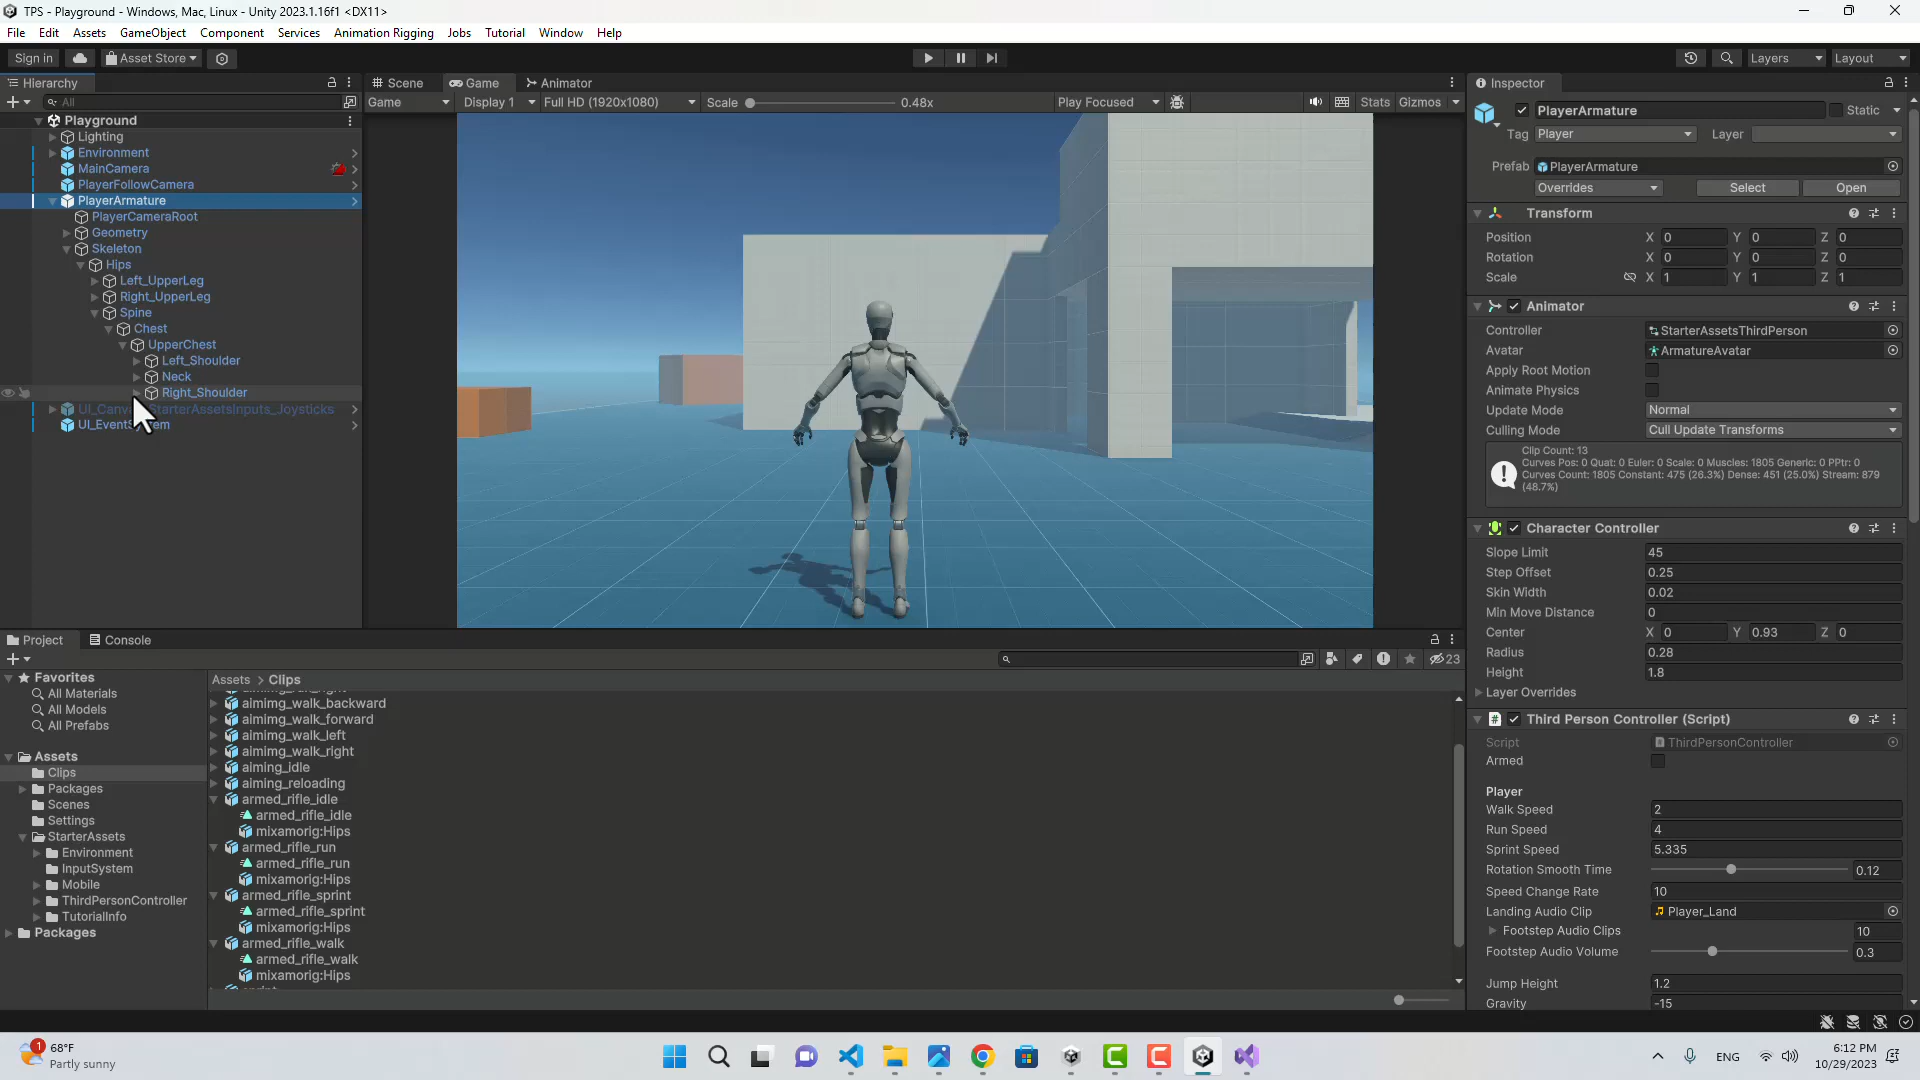 TPS - Playground - Windows, Mac, Linux - Unity 2023.1.16f1 <DX11>
File Edit Assets GameObject Component Services Animation Rigging Jobs Tutorial Window Help
Sign in Asset Store Layers Layout
Hierarchy
All
Playground
Lighting
Environment
MainCamera
PlayerFollowCamera
PlayerArmature
PlayerCameraRoot
Geometry
Skeleton
Hips
Left_UpperLeg
Right_UpperLeg
Spine
Chest
UpperChest
Left_Shoulder
Neck
Right_Shoulder
StarterAssetsInputs_Joysticks
Scene Game Animator
Game Display 1 Full HD (1920x1080) Scale 0.48x Play Focused Stats Gizmos
Inspector
PlayerArmature Static
Tag Player Layer
Prefab PlayerArmature
Overrides Select Open
Transform
Position X 0 Y 0 Z 0
Rotation X 0 Y 0 Z 0
Scale X 1 Y 1 Z 1
Animator
Controller StarterAssetsThirdPerson
Avatar ArmatureAvatar
Apply Root Motion
Animate Physics
Update Mode Normal
Culling Mode Cull Update Transforms
Clip Count: 13
Curves Pos: 0 Quat: 0 Euler: 0 Scale: 0 Muscles: 1805 Generic: 0 PPtr: 0
Curves Count: 1805 Constant: 475 (26.3%) Dense: 451 (25.0%) Stream: 879
(48.7%)
Character Controller
Slope Limit 45
Step Offset 0.25
Skin Width 0.02
Min Move Distance 0
Center X 0 Y 0.93 Z 0
Radius 0.28
Height 1.8
Layer Overrides
Third Person Controller (Script)
Script ThirdPersonController
Armed
Player
Walk Speed 2
Run Speed 4
Sprint Speed 5.335
Rotation Smooth Time 0.12
Speed Change Rate 10
Landing Audio Clip Player_Land
Footstep Audio Clips 10
Footstep Audio Volume 0.3
Jump Height 1.2
Gravity -15
Project Console
23
Favorites
All Materials
All Models
All Prefabs
Assets
Clips
Packages
Scenes
Settings
StarterAssets
Environment
InputSystem
Mobile
ThirdPersonController
TutorialInfo
Packages
Assets > Clips
aimimg_walk_backward
aimimg_walk_forward
aimimg_walk_left
aimimg_walk_right
aiming_idle
aiming_reloading
armed_rifle_idle
armed_rifle_idle
mixamorig:Hips
armed_rifle_run
armed_rifle_run
mixamorig:Hips
armed_rifle_sprint
armed_rifle_sprint
mixamorig:Hips
armed_rifle_walk
armed_rifle_walk
mixamorig:Hips
1
68°F
Partly sunny
ENG
6:12 PM
10/29/2023